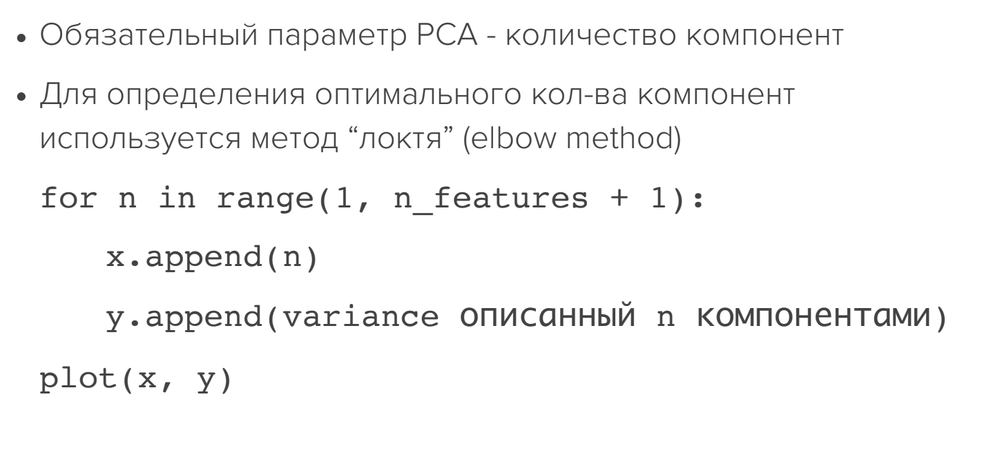 • Обязательный параметр PCA - количество компонент
• Для определения оптимального кол-ва компонент
используется метод “локтя” (elbow method)
for n in range(1, n_features + 1):
x.append(n)
y.append(variance описанный n компонентами)
plot(x, y)